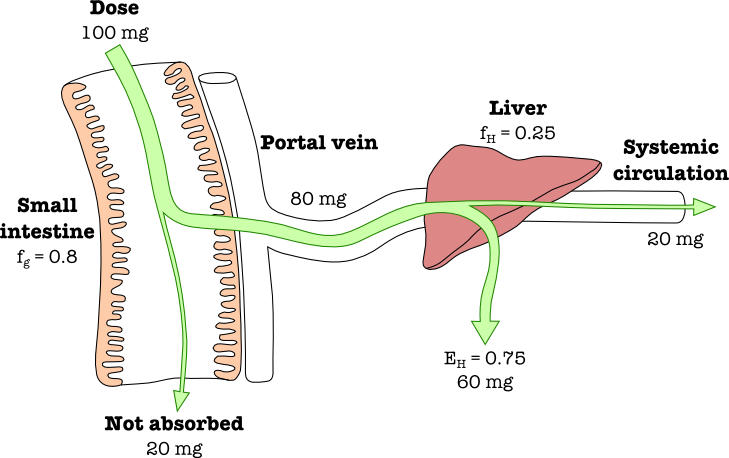 Dose
100 mg
Liver
f_H = 0.25
Portal vein
Systemic
circulation
80 mg
Small
intestine
f_g = 0.8
20 mg
E_H = 0.75
60 mg
Not absorbed
20 mg